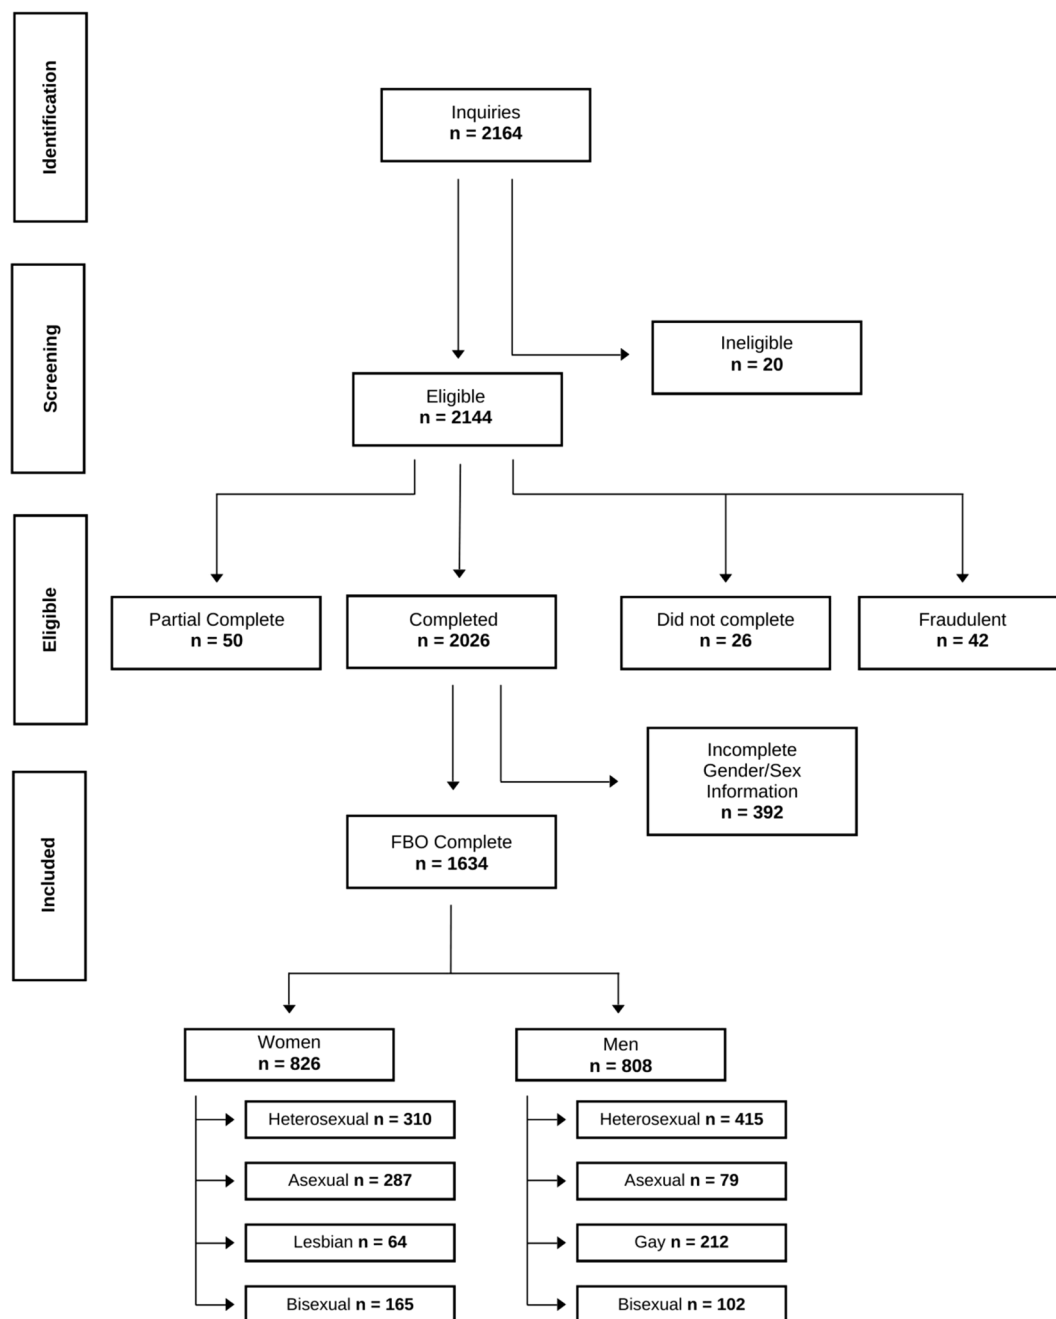 Identification
Inquiries
n = 2164
Screening
Ineligible
n = 20
Eligible
n = 2144
Eligible
Partial Complete
n = 50
Completed
n = 2026
Did not complete
n = 26
Fraudulent
n = 42
Incomplete
Gender/Sex
Information
n = 392
Included
FBO Complete
n = 1634
Women
n = 826
Heterosexual n = 310
Asexual n = 287
Lesbian n = 64
Bisexual n = 165
Men
n = 808
Heterosexual n = 415
Asexual n = 79
Gay n = 212
Bisexual n = 102